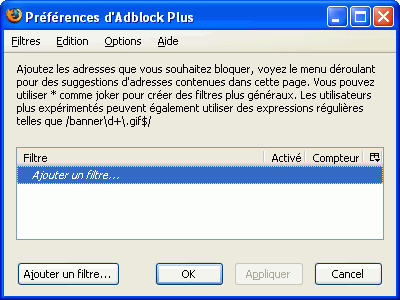 Préférences d'Adblock Plus
Filtres Edition Options Aide
Ajoutez les adresses que vous souhaitez bloquer, voyez le menu déroulant
pour des suggestions d'adresses contenues dans cette page. Vous pouvez
utiliser * comme joker pour créer des filtres plus généraux. Les utilisateurs
plus expérimentés peuvent également utiliser des expressions régulières
telles que /banner\d+\.gif$/
Filtre Activé Compteur
Ajouter un filtre...
Ajouter un filtre... OK Appliquer Cancel